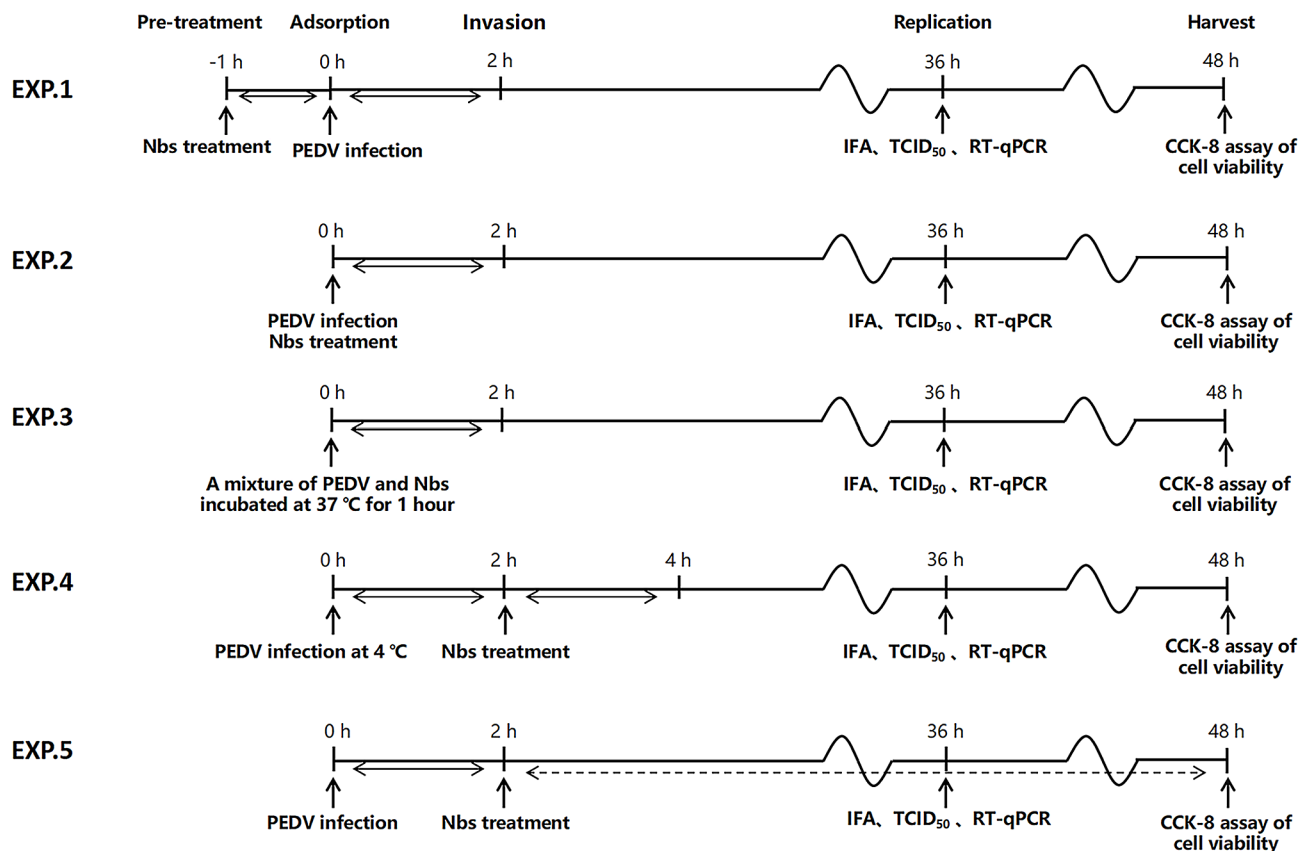 Pre-treatment Adsorption Invasion Replication Harvest
-1 h 0 h 2 h 36 h 48 h
EXP.1
Nbs treatment PEDV infection IFA、TCID₅₀、RT-qPCR CCK-8 assay of
cell viability
0 h 2 h 36 h 48 h
EXP.2
PEDV infection IFA、TCID₅₀、RT-qPCR CCK-8 assay of
Nbs treatment cell viability
0 h 2 h 36 h 48 h
EXP.3
A mixture of PEDV and Nbs IFA、TCID₅₀、RT-qPCR CCK-8 assay of
incubated at 37 ℃ for 1 hour cell viability
0 h 2 h 4 h 36 h 48 h
EXP.4
PEDV infection at 4 ℃ Nbs treatment IFA、TCID₅₀、RT-qPCR CCK-8 assay of
cell viability
0 h 2 h 36 h 48 h
EXP.5
PEDV infection Nbs treatment IFA、TCID₅₀、RT-qPCR CCK-8 assay of
cell viability